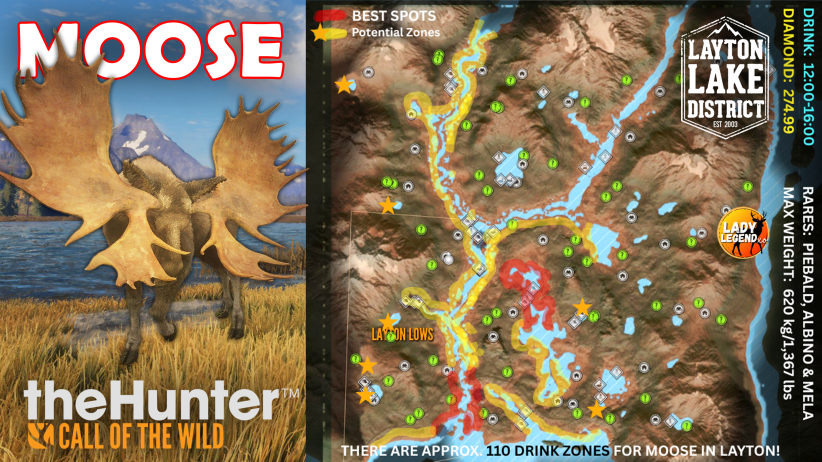 MOOSE
theHunter™
CALL OF THE WILD
BEST SPOTS
Potential Zones
LAYTON
LAKE
DISTRICT
EST 2003
DRINK: 12:00-16:00
DIAMOND: 274.99
RARES: PIEBALD, ALBINO & MELA
MAX WEIGHT: 620 kg/1,367 lbs
LADY
LEGEND
LAYTON LOWS
THERE ARE APPROX. 110 DRINK ZONES FOR MOOSE IN LAYTON!